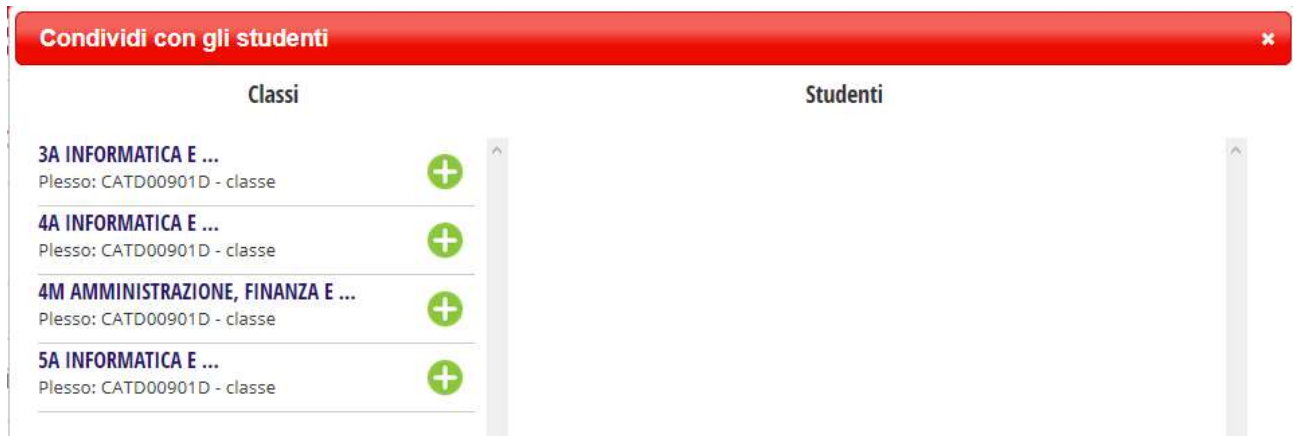 Condividi con gli studenti
Classi
Studenti
3A INFORMATICA E ...
Plesso: CATD00901D - classe
4A INFORMATICA E ...
Plesso: CATD00901D - classe
4M AMMINISTRAZIONE, FINANZA E ...
Plesso: CATD00901D - classe
5A INFORMATICA E ...
Plesso: CATD00901D - classe